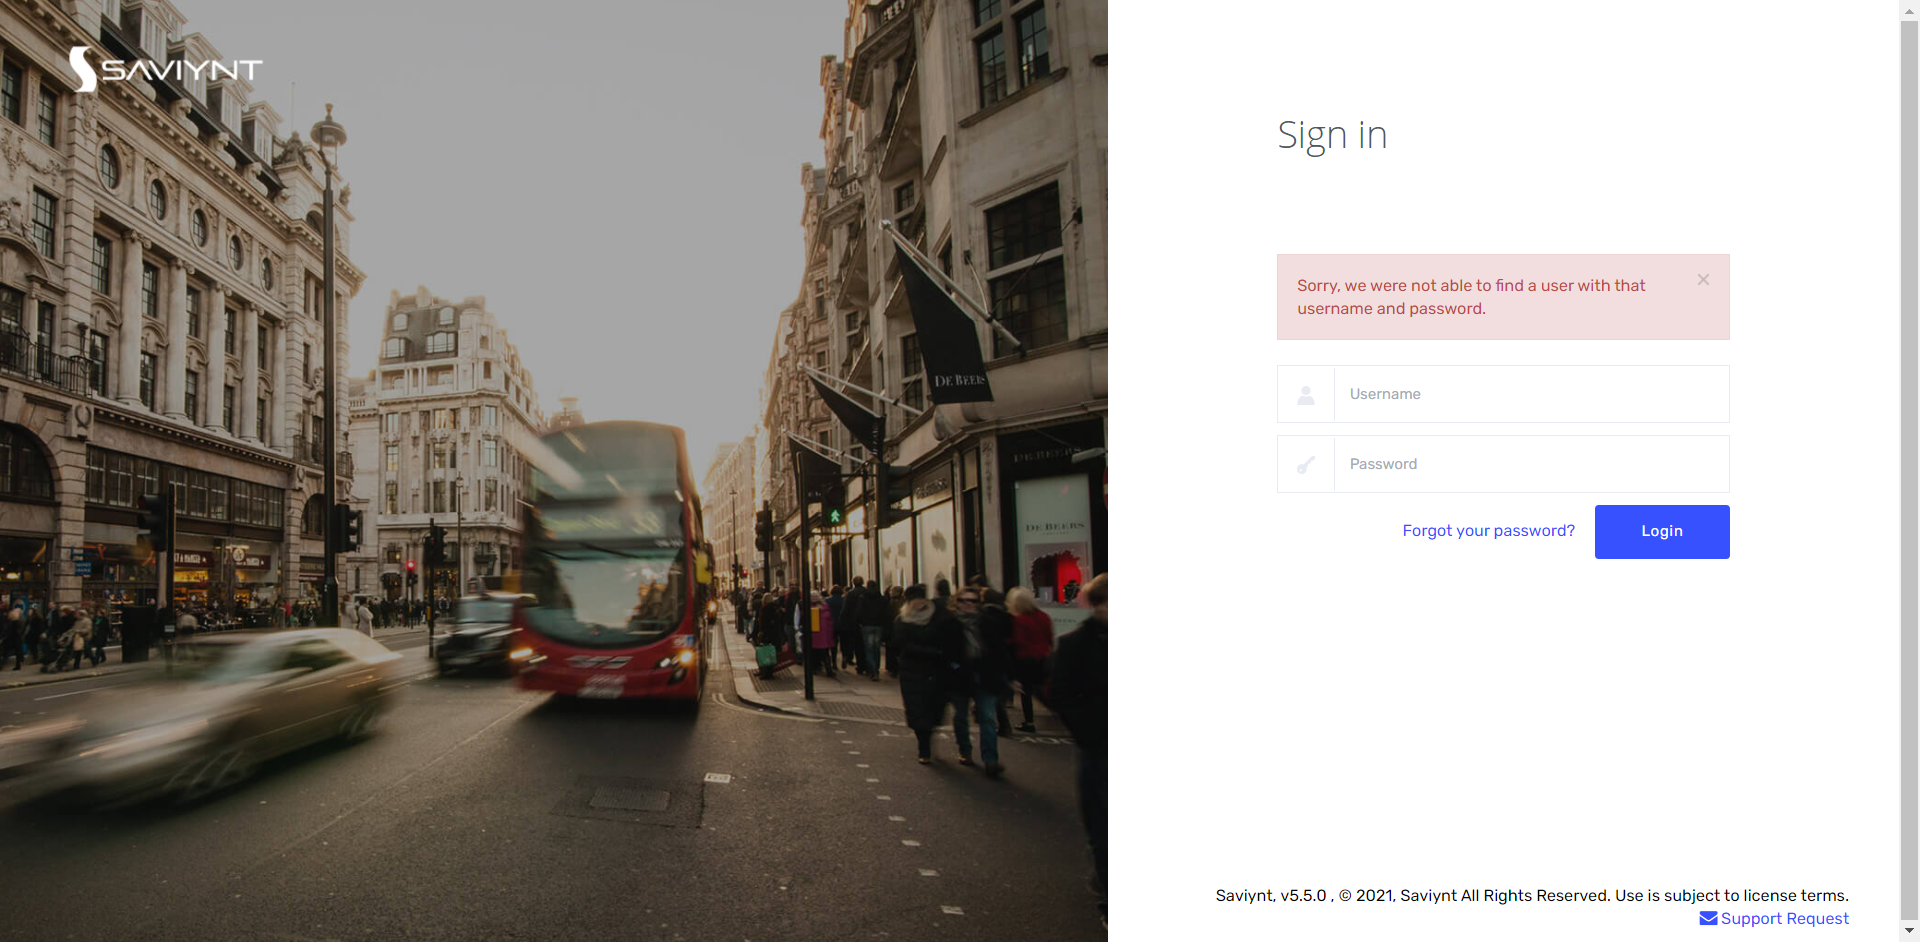 SAVIYNT
DE BEERS
DE BEERS
DE BEERS
Sign in
Sorry, we were not able to find a user with that
username and password.
×
Username
Password
Forgot your password?
Login
Saviynt, v5.5.0 , © 2021, Saviynt All Rights Reserved. Use is subject to license terms.
Support Request